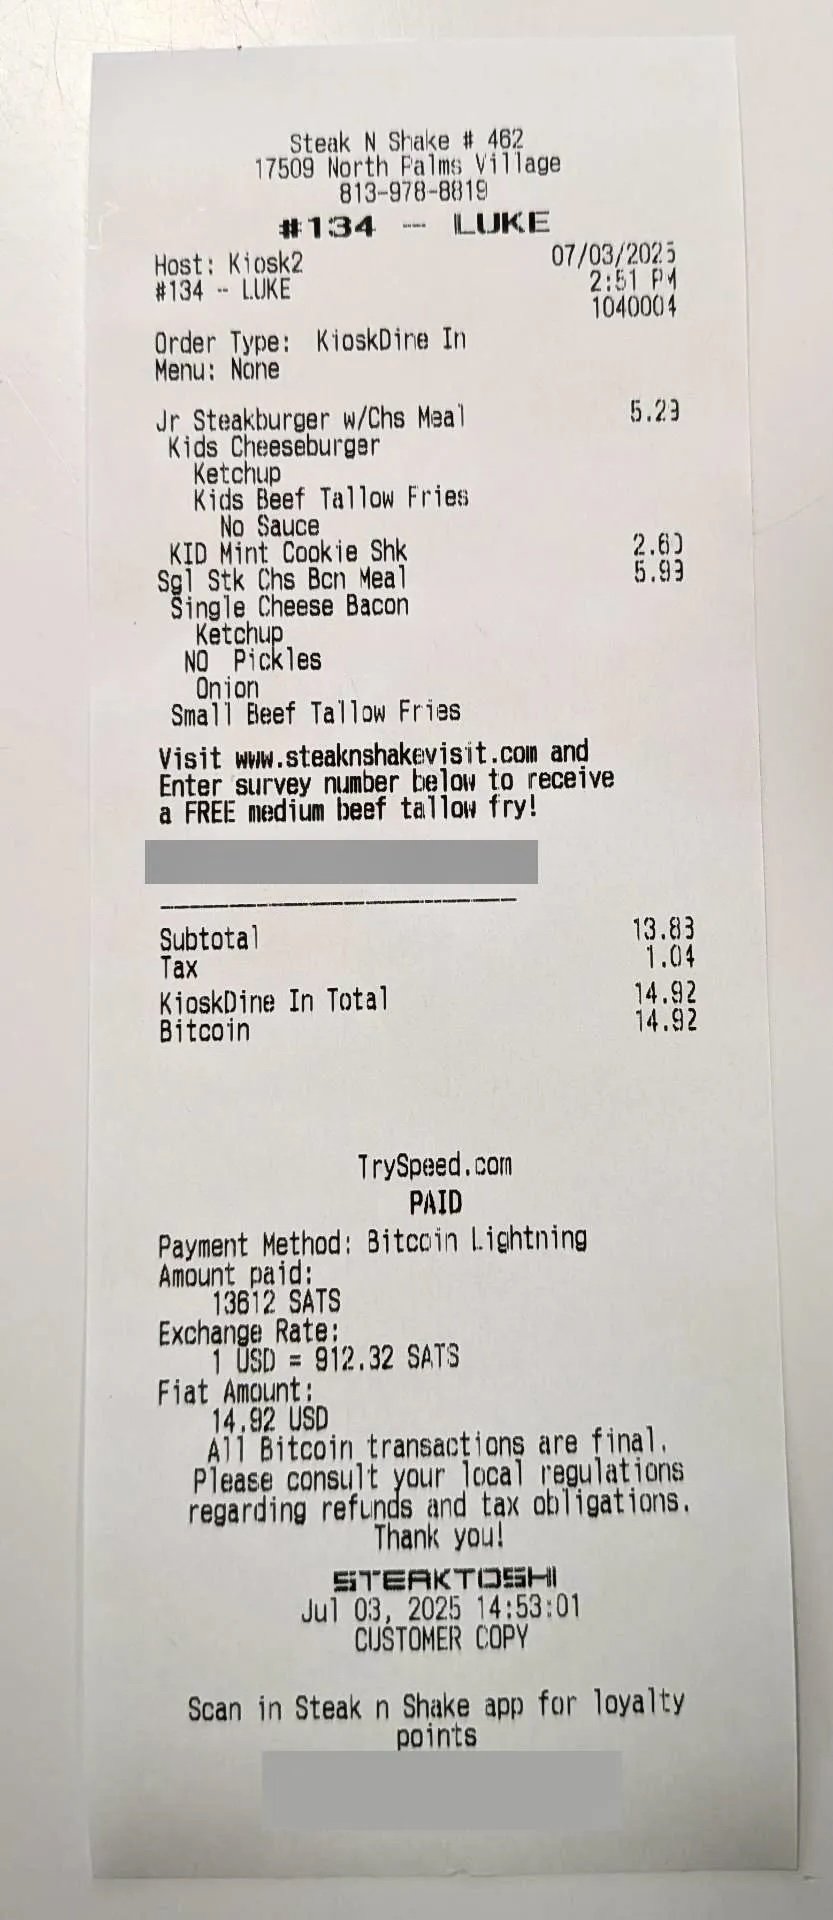 Steak N Shake # 462
17509 North Palms Village
813-978-8819
#134 -- LUKE
Host: Kiosk2 07/03/2025
#134 -- LUKE 2:51 PM
1040004
Order Type: KioskDine In
Menu: None
Jr Steakburger w/Chs Meal 5.29
Kids Cheeseburger
Ketchup
Kids Beef Tallow Fries
No Sauce
KID Mint Cookie Shk 2.60
Sgl Stk Chs Bcn Meal 5.99
Single Cheese Bacon
Ketchup
NO Pickles
Onion
Small Beef Tallow Fries
Visit www.steaknshakevisit.com and
Enter survey number below to receive
a FREE medium beef tallow fry!
Subtotal 13.88
Tax 1.04
KioskDine In Total 14.92
Bitcoin 14.92
TrySpeed.com
PAID
Payment Method: Bitcoin Lightning
Amount paid:
13612 SATS
Exchange Rate:
1 USD = 912.32 SATS
Fiat Amount:
14.92 USD
All Bitcoin transactions are final.
Please consult your local regulations
regarding refunds and tax obligations.
Thank you!
STEAKTOSHI
Jul 03, 2025 14:53:01
CUSTOMER COPY
Scan in Steak n Shake app for loyalty
points